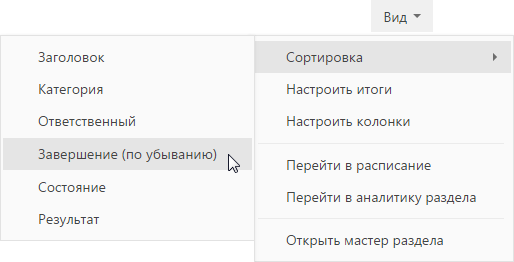 Вид
Сортировка
Настроить итоги
Настроить колонки
Перейти в расписание
Перейти в аналитику раздела
Открыть мастер раздела
Заголовок
Категория
Ответственный
Завершение (по убыванию)
Состояние
Результат